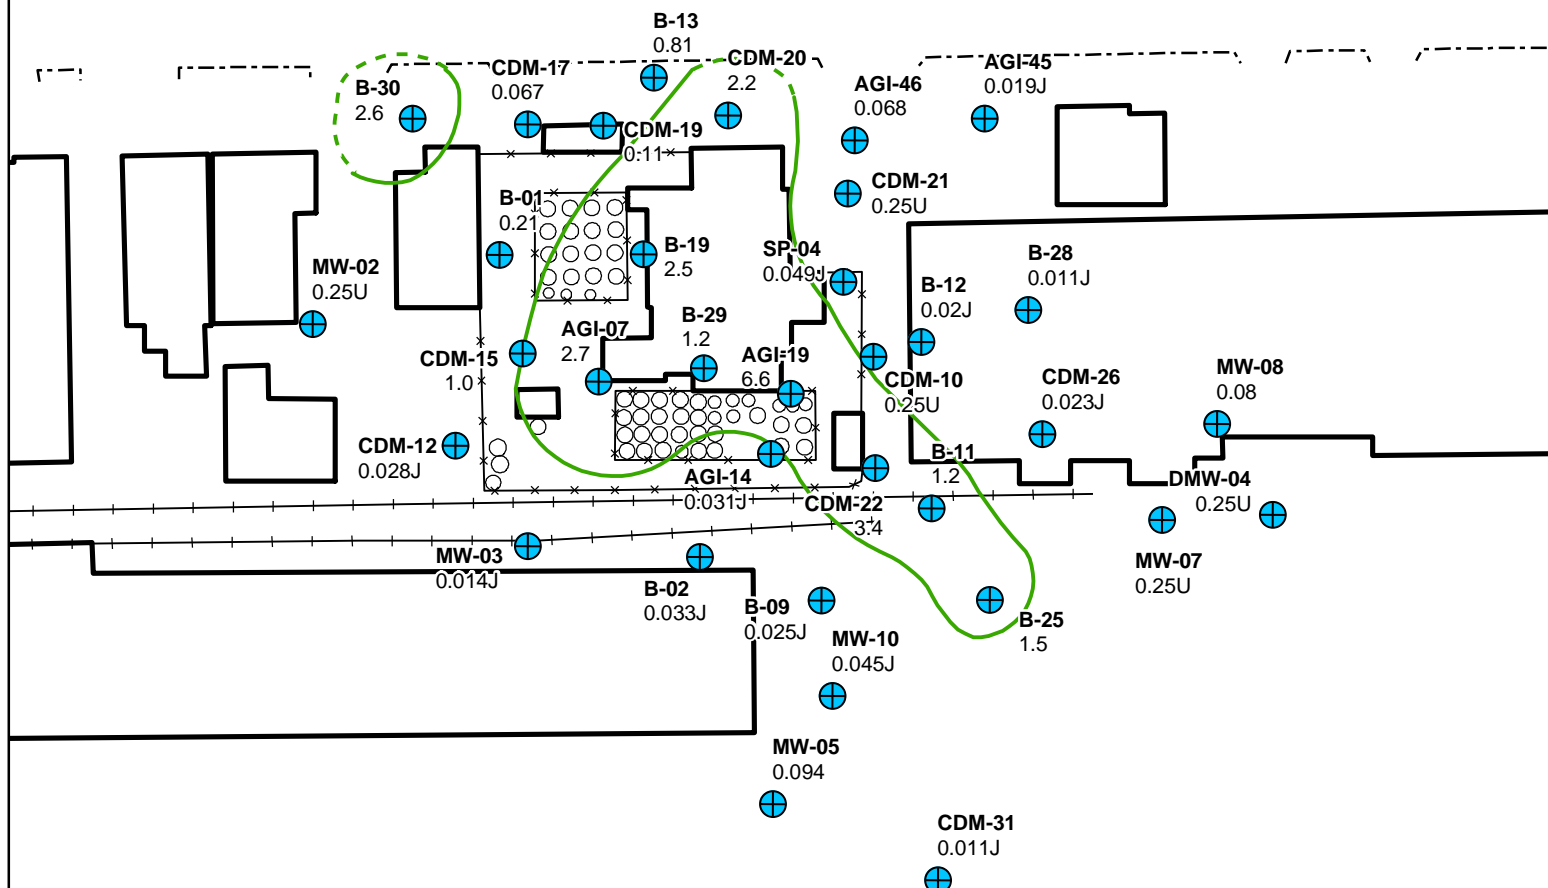 B-13
0.81
CDM-20
2.2
CDM-17
0.067
B-30
2.6
AGI-45
0.019J
AGI-46
0.068
CDM-19
0.11
CDM-21
0.25U
B-01
0.21
B-19
2.5
SP-04
0.049J
B-28
0.011J
MW-02
0.25U
B-12
0.02J
AGI-07
2.7
B-29
1.2
CDM-15
1.0
AGI-19
6.6
CDM-10
0.25U
CDM-26
0.023J
MW-08
0.08
CDM-12
0.028J
B-11
1.2
AGI-14
0.031J
DMW-04
0.25U
CDM-22
3.4
MW-03
0.014J
MW-07
0.25U
B-02
0.033J
B-09
0.025J
B-25
1.5
MW-10
0.045J
MW-05
0.094
CDM-31
0.011J